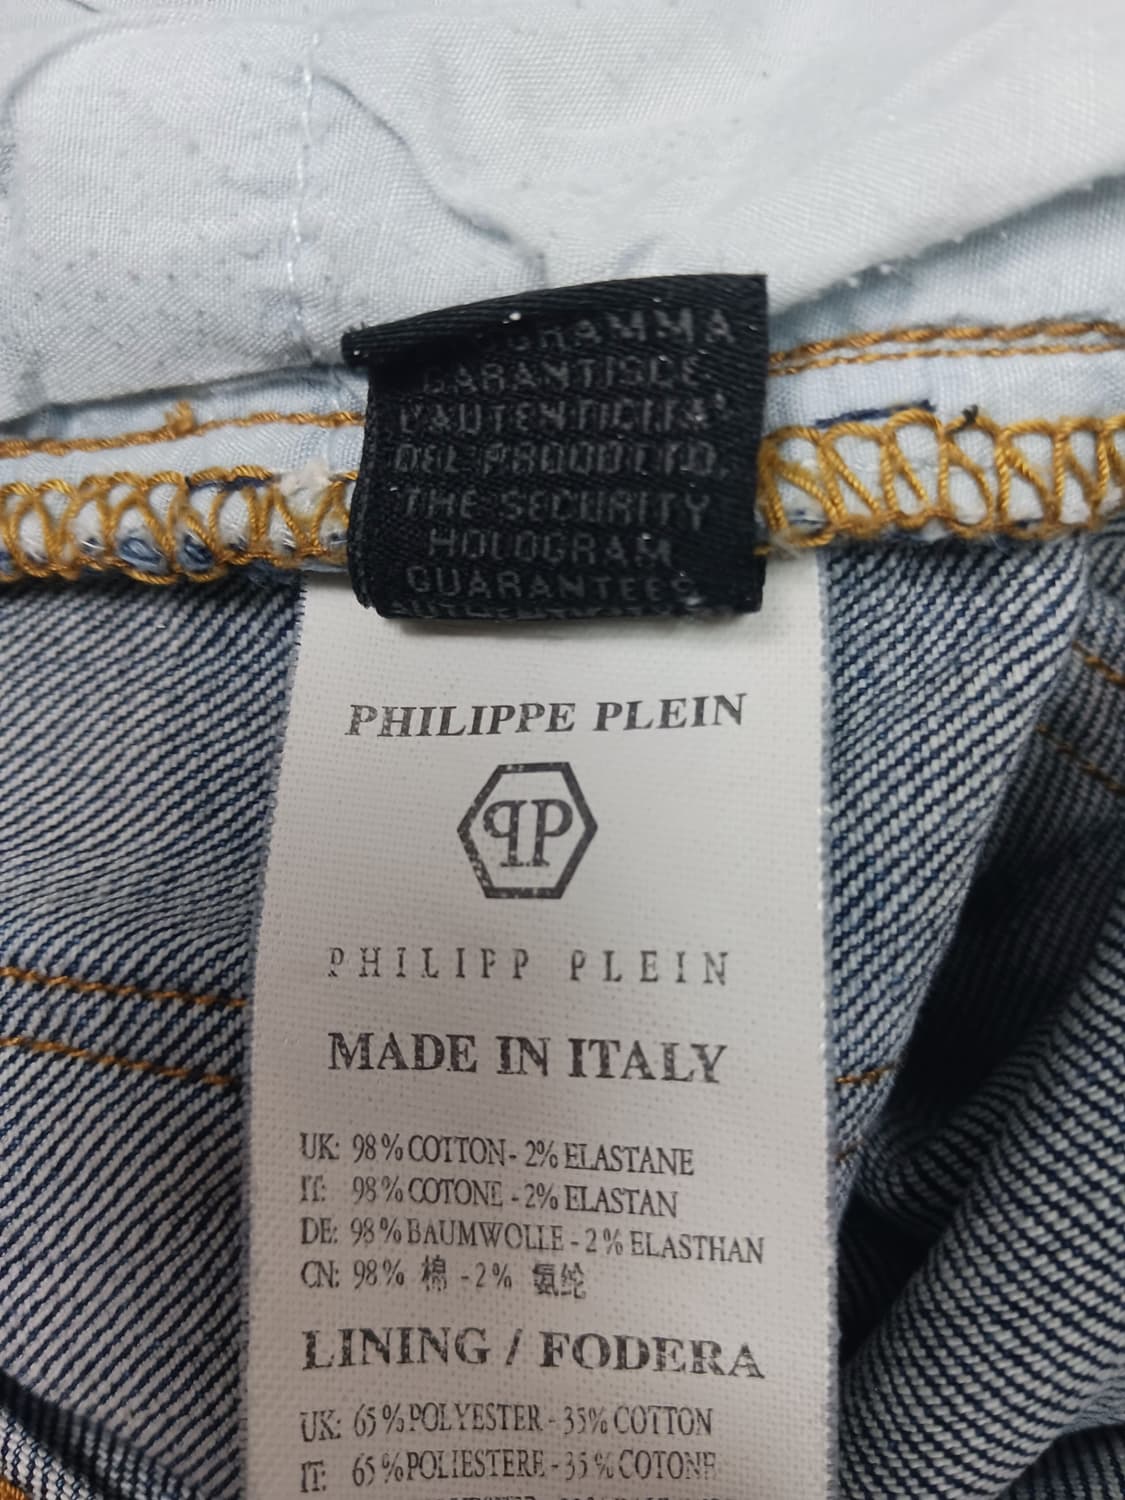 GARANTISCE
L'AUTENTICITA'
DEL PRODOTTO.
THE SECURITY
HOLOGRAM
GUARANTEES
PHILIPPE PLEIN
PHILIPP PLEIN
MADE IN ITALY
UK: 98% COTTON - 2% ELASTANE
IT: 98% COTONE - 2% ELASTAN
DE: 98% BAUMWOLLE - 2% ELASTHAN
CN: 98% 棉 - 2% 氨纶
LINING / FODERA
UK: 65% POLYESTER - 35% COTTON
IT: 65% POLIESTERE - 35% COTONE